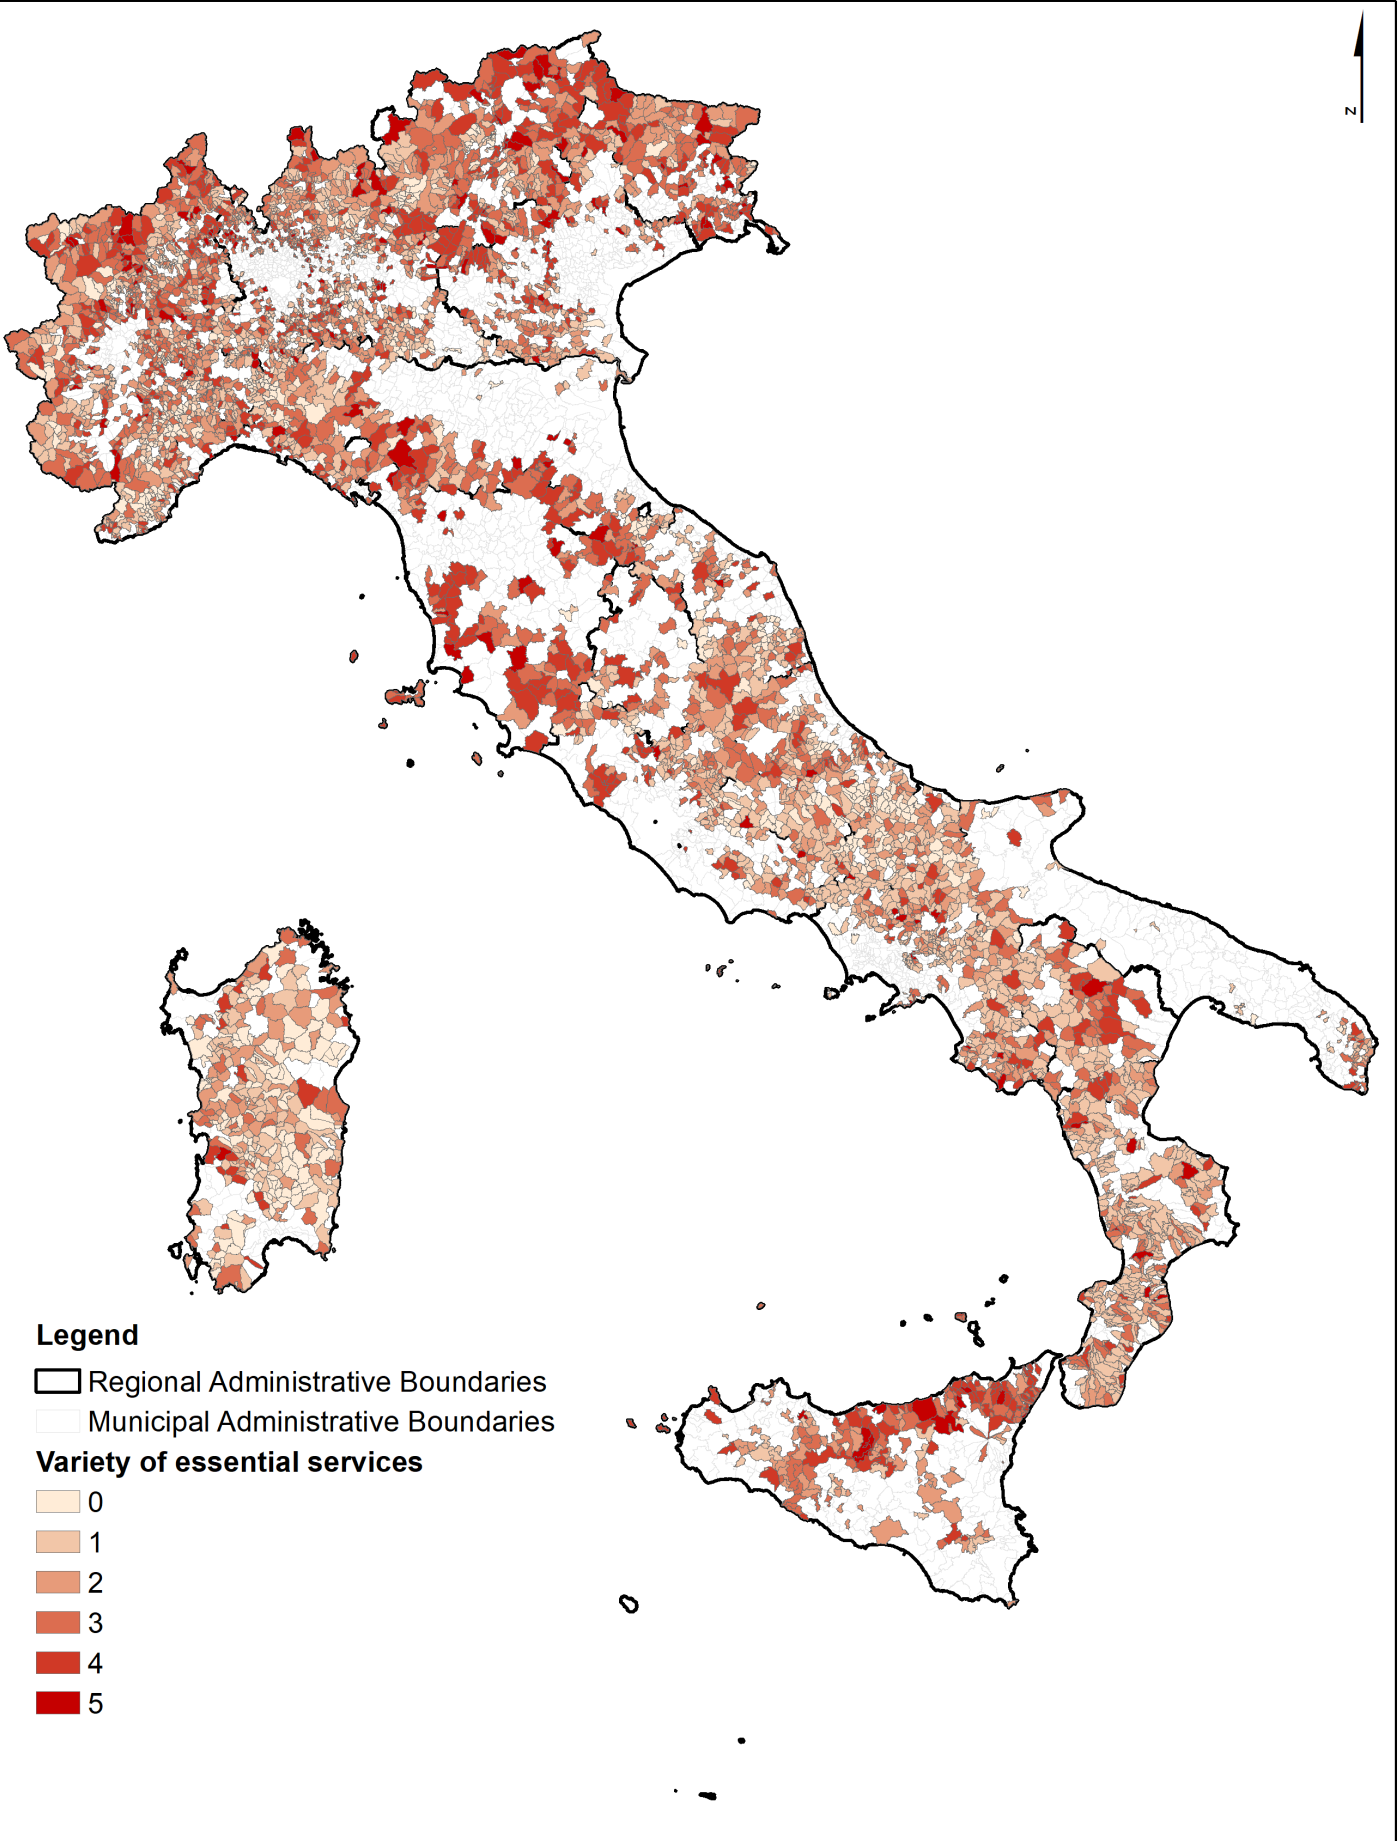 N
Legend
Regional Administrative Boundaries
Municipal Administrative Boundaries
Variety of essential services
0
1
2
3
4
5